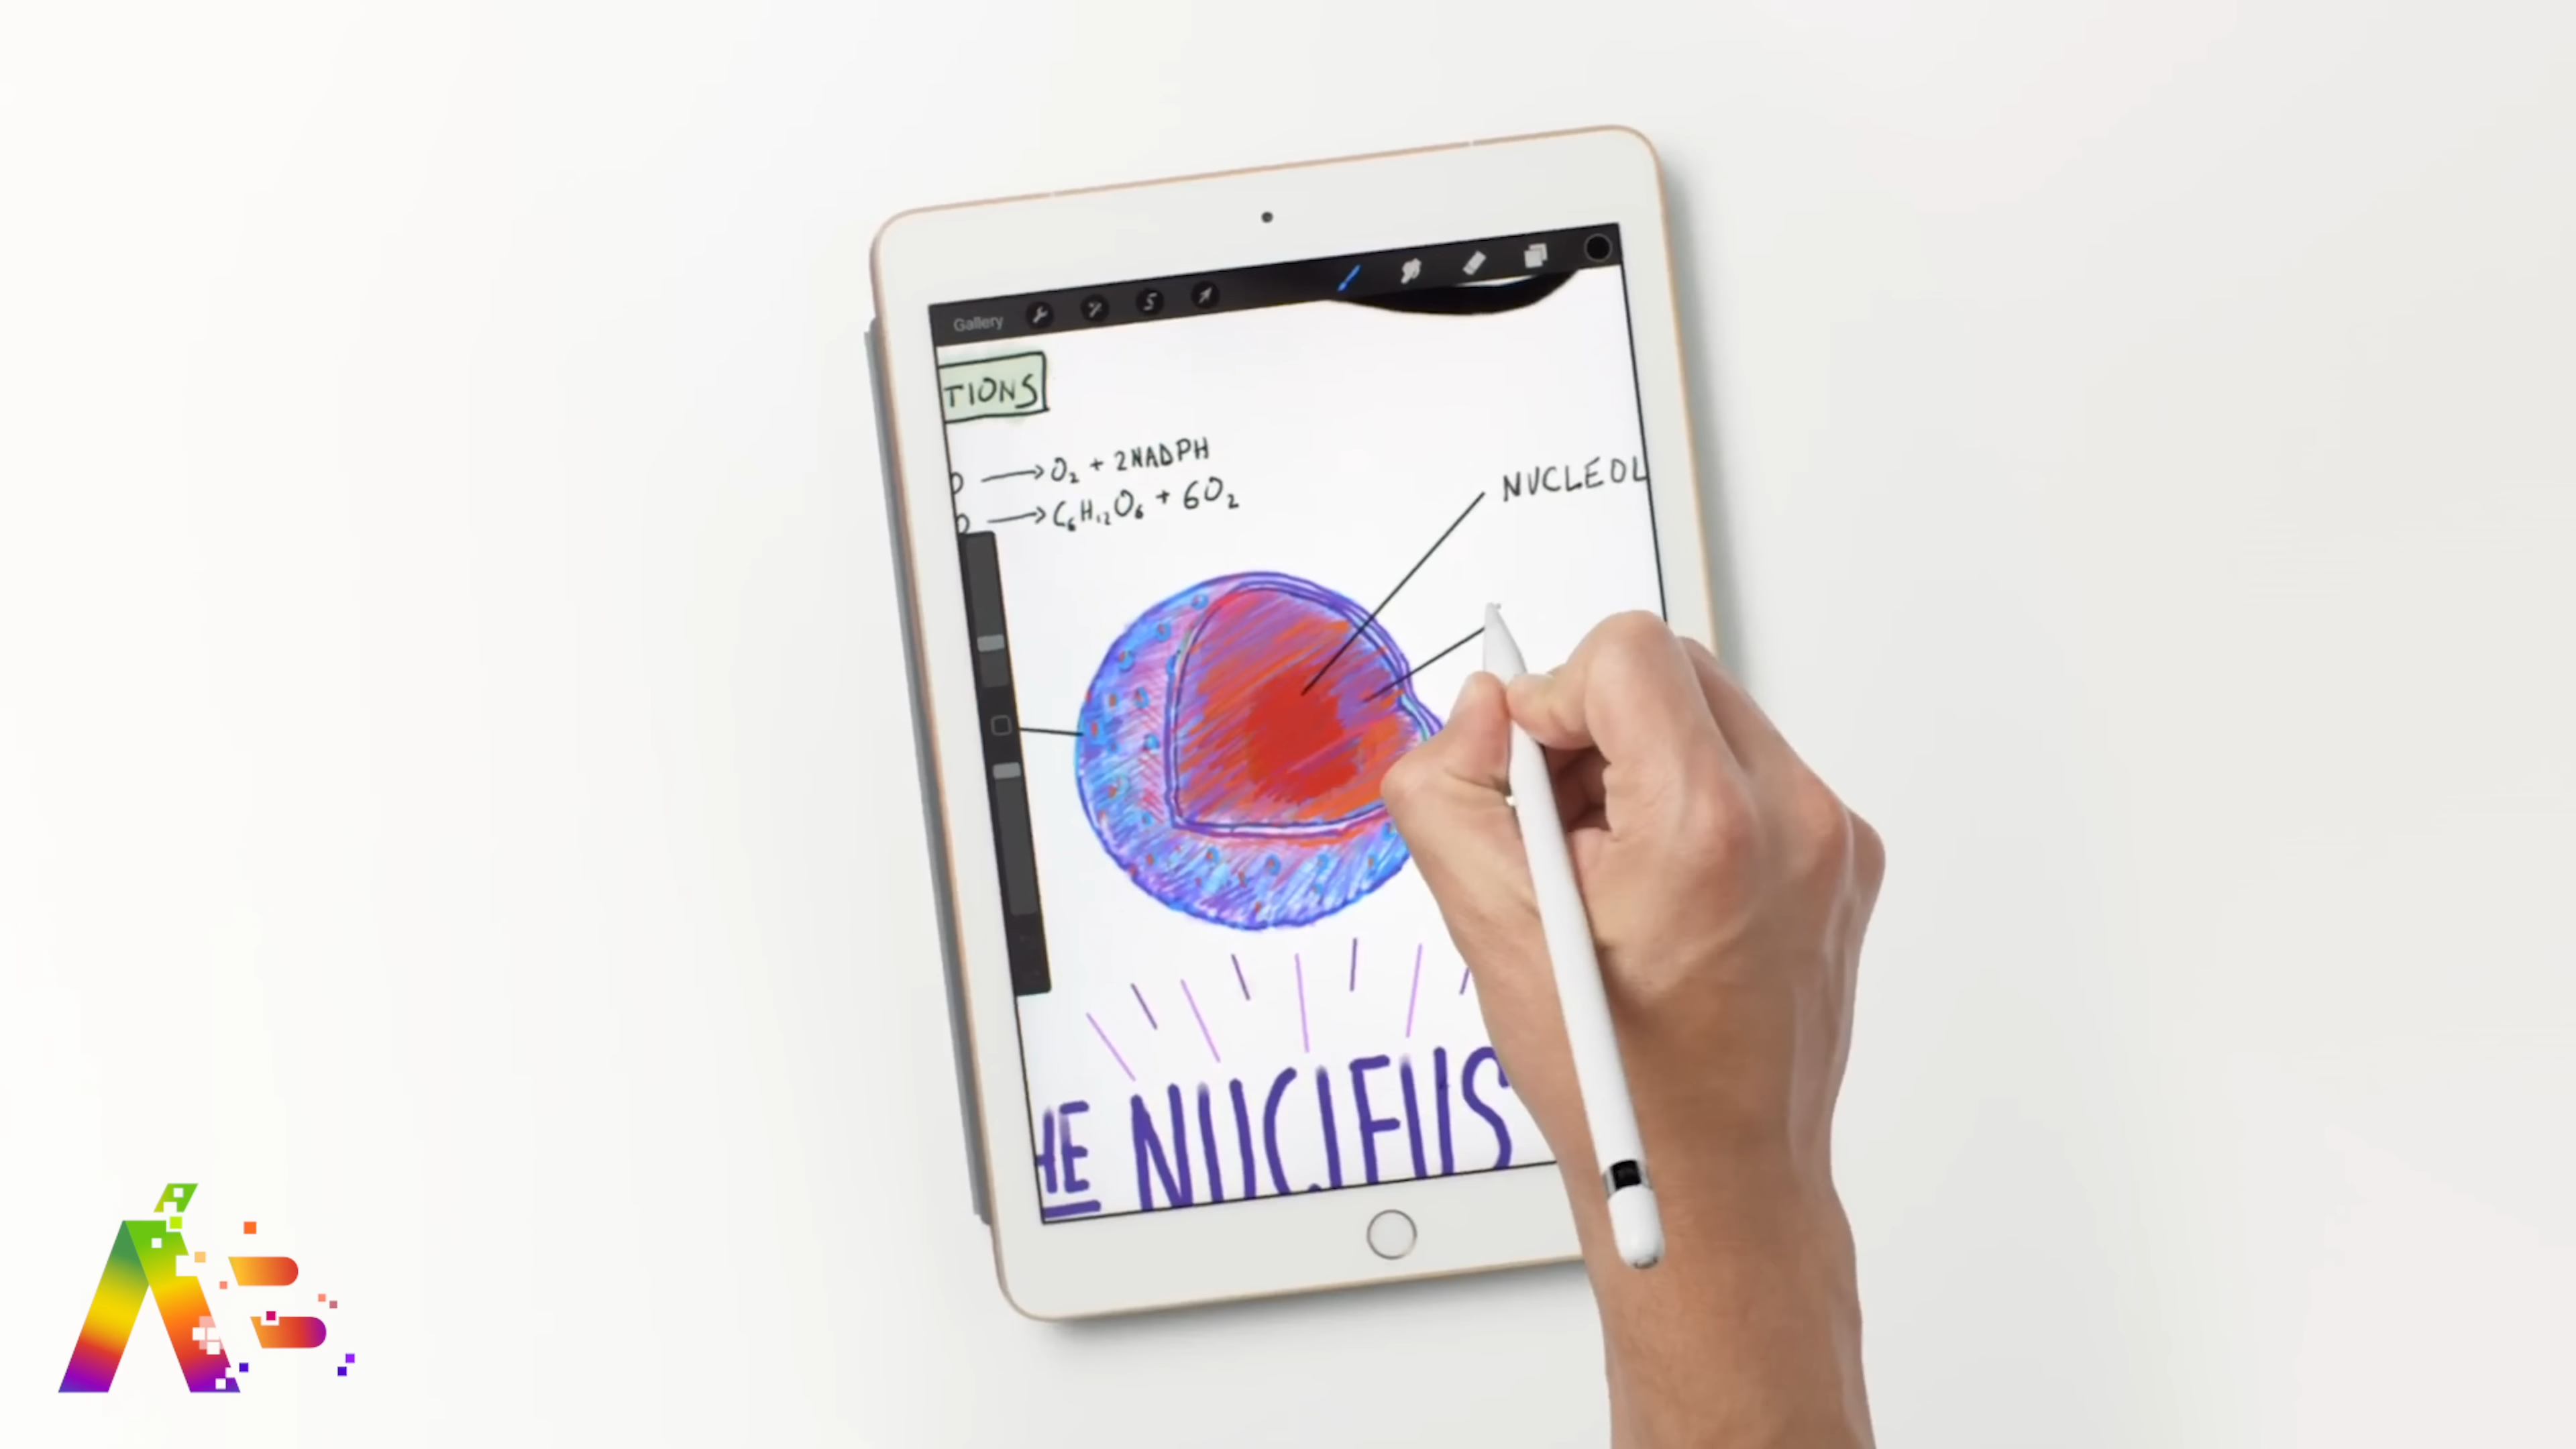 Gallery
TIONS
O → O₂ + 2NADPH
O → C₆H₁₂O₆ + 6O₂
NUCLEOL
HE NUCLEUS